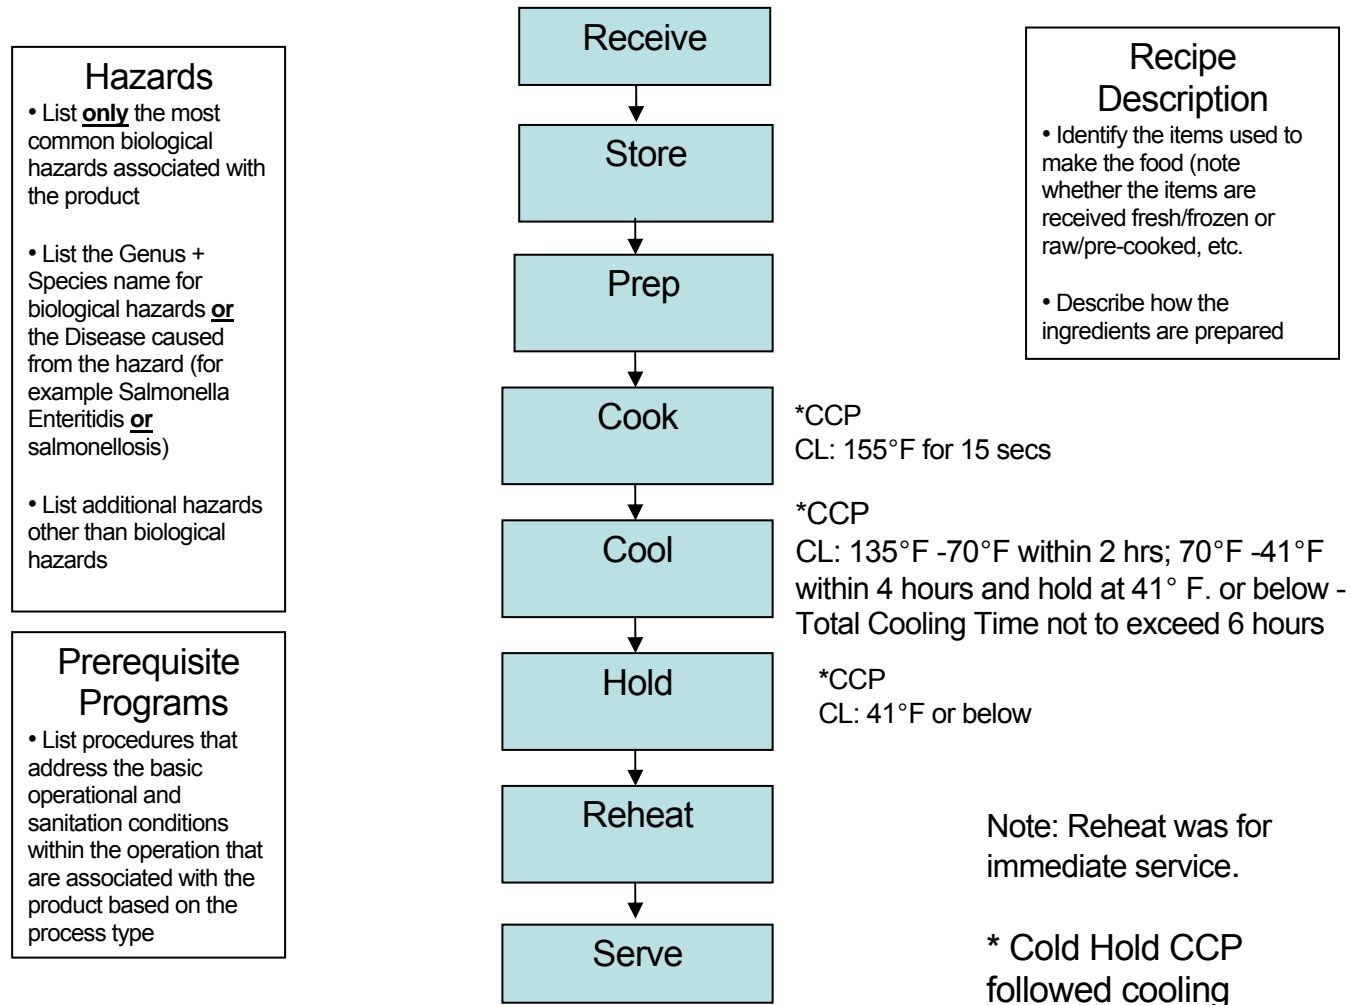 Hazards
• List only the most
common biological
hazards associated with
the product
• List the Genus +
Species name for
biological hazards or
the Disease caused
from the hazard (for
example Salmonella
Enteritidis or
salmonellosis)
• List additional hazards
other than biological
hazards
Prerequisite
Programs
• List procedures that
address the basic
operational and
sanitation conditions
within the operation that
are associated with the
product based on the
process type
Receive
Store
Prep
Cook
*CCP
CL: 155°F for 15 secs
Cool
*CCP
CL: 135°F -70°F within 2 hrs; 70°F -41°F
within 4 hours and hold at 41° F. or below -
Total Cooling Time not to exceed 6 hours
Hold
*CCP
CL: 41°F or below
Reheat
Serve
Recipe
Description
• Identify the items used to
make the food (note
whether the items are
received fresh/frozen or
raw/pre-cooked, etc.
• Describe how the
ingredients are prepared
Note: Reheat was for
immediate service.
* Cold Hold CCP
followed cooling